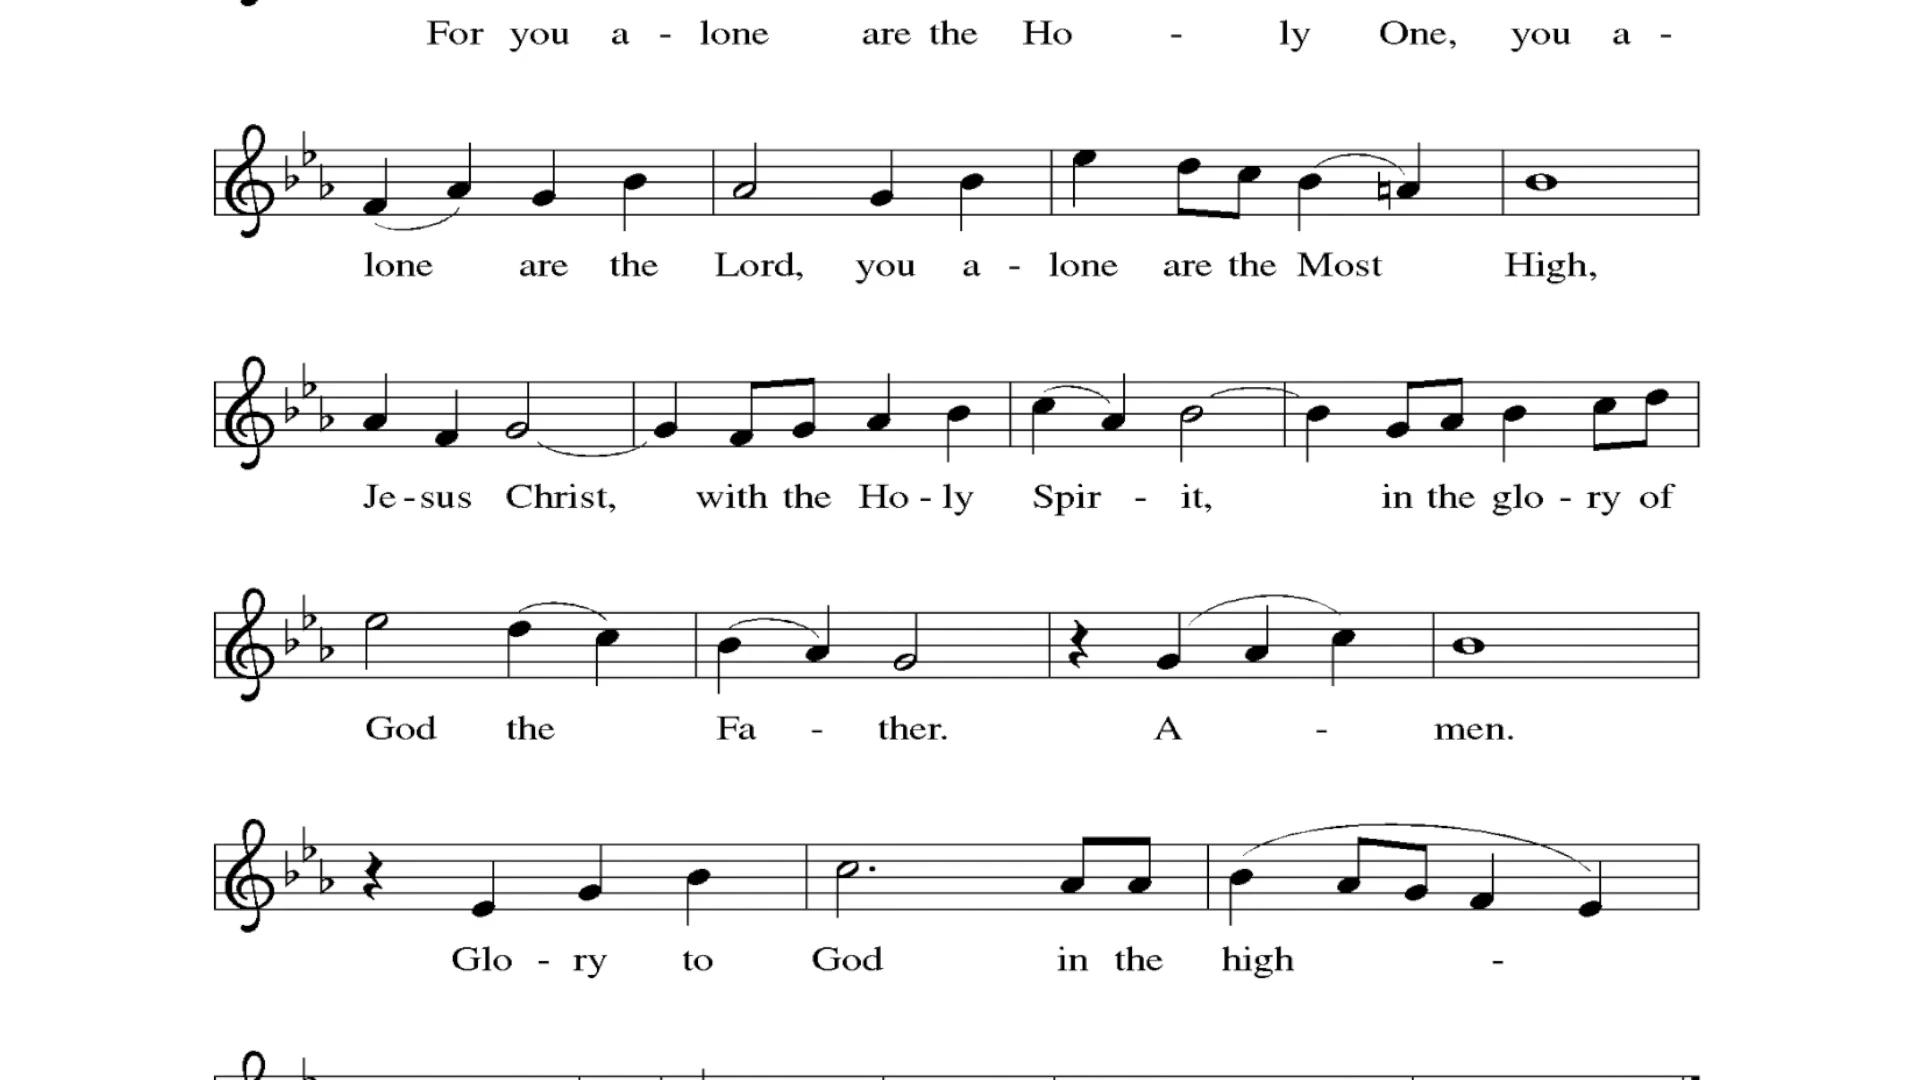 For you a - lone are the Ho - ly One, you a -
lone are the Lord, you a - lone are the Most High,
Je - sus Christ, with the Ho - ly Spir - it, in the glo - ry of
God the Fa - ther. A - men.
Glo - ry to God in the high -